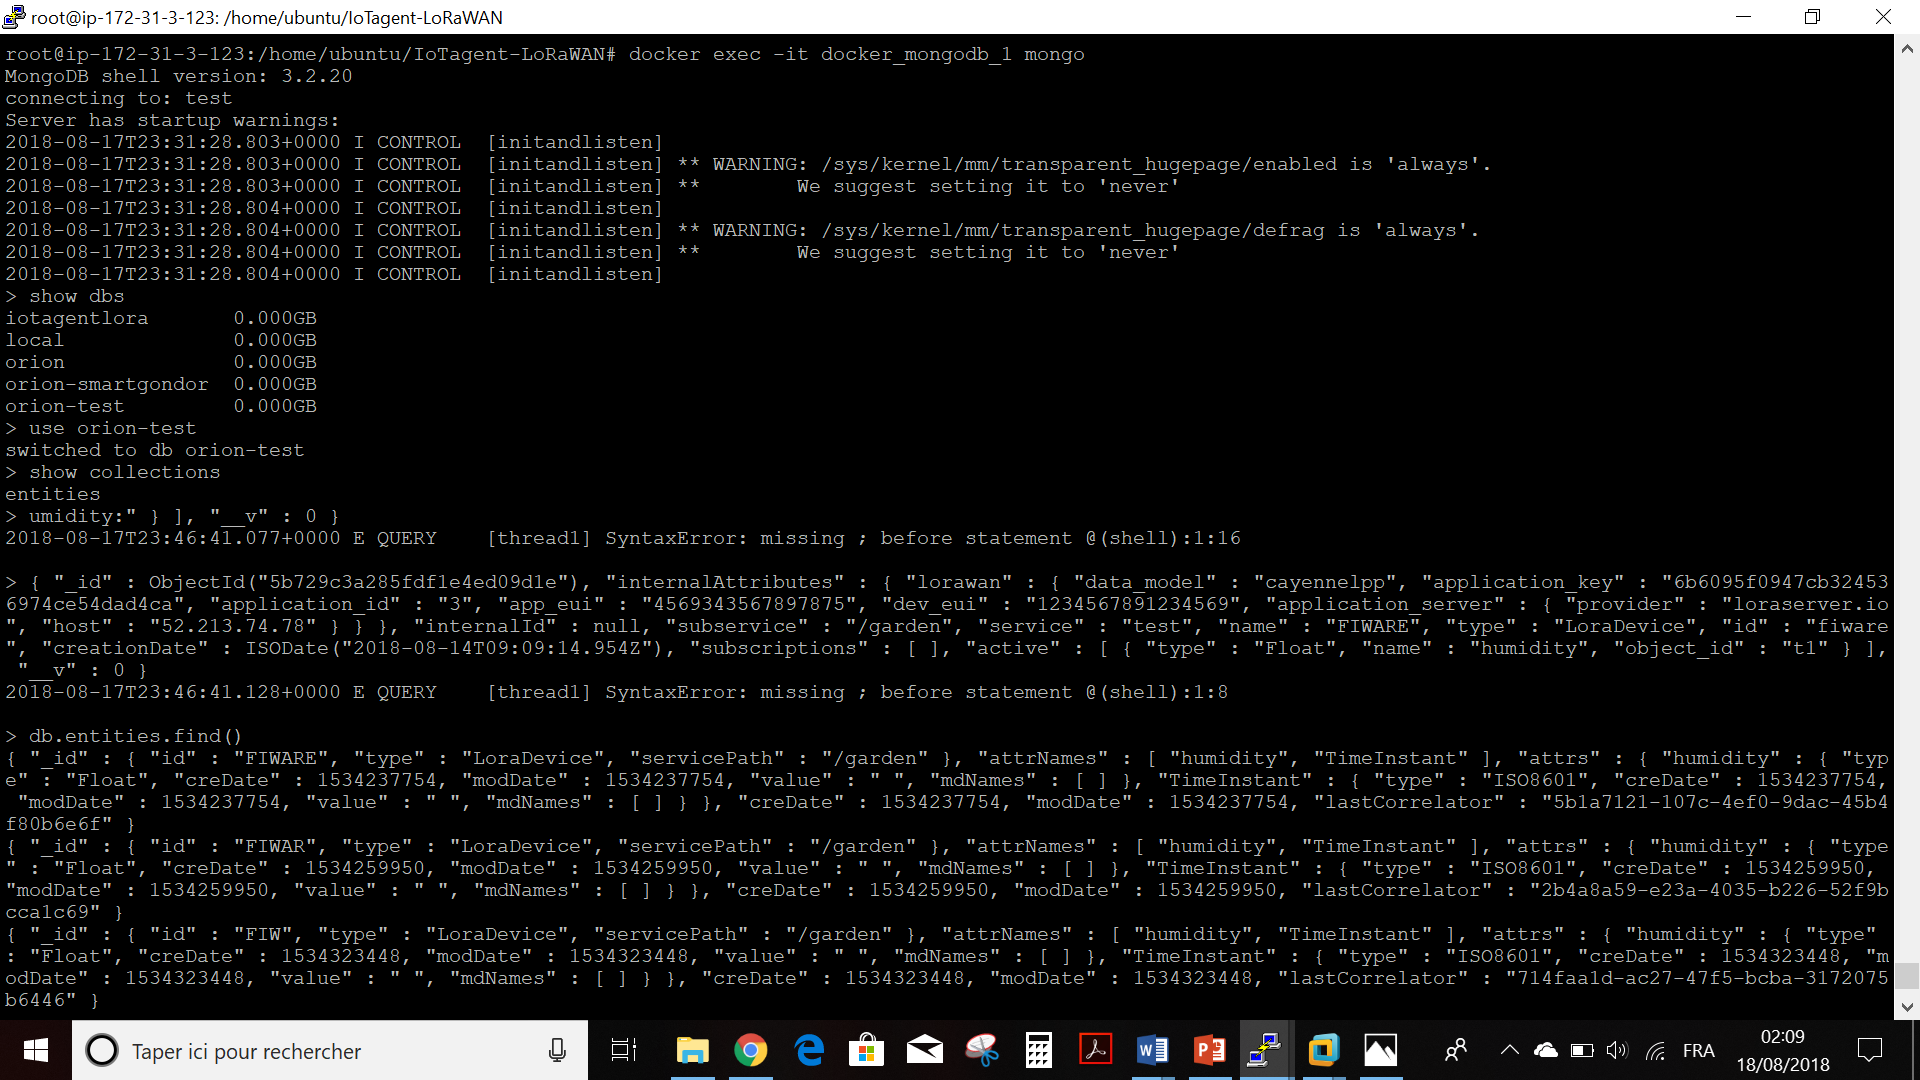 root@ip-172-31-3-123: /home/ubuntu/IoTagent-LoRaWAN
root@ip-172-31-3-123:/home/ubuntu/IoTagent-LoRaWAN# docker exec -it docker_mongodb_1 mongo
MongoDB shell version: 3.2.20
connecting to: test
Server has startup warnings:
2018-08-17T23:31:28.803+0000 I CONTROL  [initandlisten]
2018-08-17T23:31:28.803+0000 I CONTROL  [initandlisten] ** WARNING: /sys/kernel/mm/transparent_hugepage/enabled is 'always'.
2018-08-17T23:31:28.803+0000 I CONTROL  [initandlisten] **        We suggest setting it to 'never'
2018-08-17T23:31:28.804+0000 I CONTROL  [initandlisten]
2018-08-17T23:31:28.804+0000 I CONTROL  [initandlisten] ** WARNING: /sys/kernel/mm/transparent_hugepage/defrag is 'always'.
2018-08-17T23:31:28.804+0000 I CONTROL  [initandlisten] **        We suggest setting it to 'never'
2018-08-17T23:31:28.804+0000 I CONTROL  [initandlisten]
> show dbs
iotagentlora       0.000GB
local              0.000GB
orion              0.000GB
orion-smartgondor  0.000GB
orion-test         0.000GB
> use orion-test
switched to db orion-test
> show collections
entities
> umidity:" } ], "__v" : 0 }
2018-08-17T23:46:41.077+0000 E QUERY    [thread1] SyntaxError: missing ; before statement @(shell):1:16
> { "_id" : ObjectId("5b729c3a285fdf1e4ed09d1e"), "internalAttributes" : { "lorawan" : { "data_model" : "cayennelpp", "application_key" : "6b6095f0947cb32453
6974ce54dad4ca", "application_id" : "3", "app_eui" : "4569343567897875", "dev_eui" : "1234567891234569", "application_server" : { "provider" : "loraserver.io
", "host" : "52.213.74.78" } } }, "internalId" : null, "subservice" : "/garden", "service" : "test", "name" : "FIWARE", "type" : "LoraDevice", "id" : "fiware
", "creationDate" : ISODate("2018-08-14T09:09:14.954Z"), "subscriptions" : [ ], "active" : [ { "type" : "Float", "name" : "humidity", "object_id" : "t1" } ],
 "__v" : 0 }
2018-08-17T23:46:41.128+0000 E QUERY    [thread1] SyntaxError: missing ; before statement @(shell):1:8
> db.entities.find()
{ "_id" : { "id" : "FIWARE", "type" : "LoraDevice", "servicePath" : "/garden" }, "attrNames" : [ "humidity", "TimeInstant" ], "attrs" : { "humidity" : { "typ
e" : "Float", "creDate" : 1534237754, "modDate" : 1534237754, "value" : " ", "mdNames" : [ ] }, "TimeInstant" : { "type" : "ISO8601", "creDate" : 1534237754,
 "modDate" : 1534237754, "value" : " ", "mdNames" : [ ] } }, "creDate" : 1534237754, "modDate" : 1534237754, "lastCorrelator" : "5b1a7121-107c-4ef0-9dac-45b4
f80b6e6f" }
{ "_id" : { "id" : "FIWAR", "type" : "LoraDevice", "servicePath" : "/garden" }, "attrNames" : [ "humidity", "TimeInstant" ], "attrs" : { "humidity" : { "type
" : "Float", "creDate" : 1534259950, "modDate" : 1534259950, "value" : " ", "mdNames" : [ ] }, "TimeInstant" : { "type" : "ISO8601", "creDate" : 1534259950,
"modDate" : 1534259950, "value" : " ", "mdNames" : [ ] } }, "creDate" : 1534259950, "modDate" : 1534259950, "lastCorrelator" : "2b4a8a59-e23a-4035-b226-52f9b
cca1c69" }
{ "_id" : { "id" : "FIW", "type" : "LoraDevice", "servicePath" : "/garden" }, "attrNames" : [ "humidity", "TimeInstant" ], "attrs" : { "humidity" : { "type"
: "Float", "creDate" : 1534323448, "modDate" : 1534323448, "value" : " ", "mdNames" : [ ] }, "TimeInstant" : { "type" : "ISO8601", "creDate" : 1534323448, "m
odDate" : 1534323448, "value" : " ", "mdNames" : [ ] } }, "creDate" : 1534323448, "modDate" : 1534323448, "lastCorrelator" : "714faa1d-ac27-47f5-bcba-3172075
b6446" }
Taper ici pour rechercher
FRA
02:09
18/08/2018